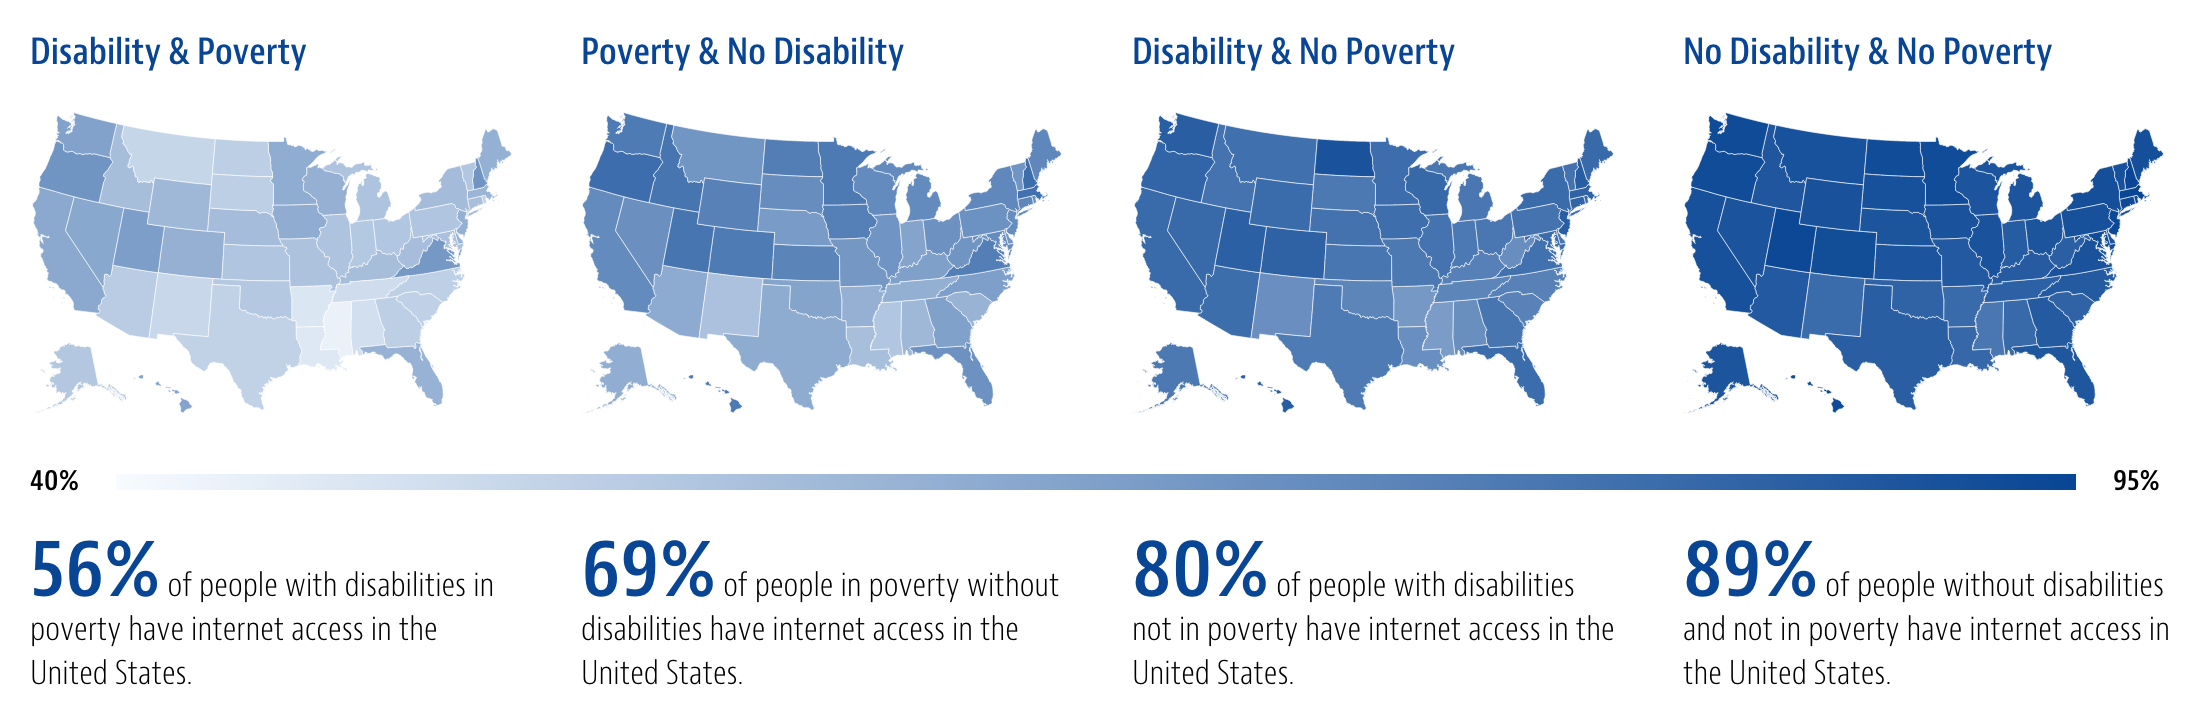 Disability & Poverty
Poverty & No Disability
Disability & No Poverty
No Disability & No Poverty
40%
95%
56% of people with disabilities in
poverty have internet access in the
United States.
69% of people in poverty without
disabilities have internet access in the
United States.
80% of people with disabilities
not in poverty have internet access in the
United States.
89% of people without disabilities
and not in poverty have internet access in
the United States.